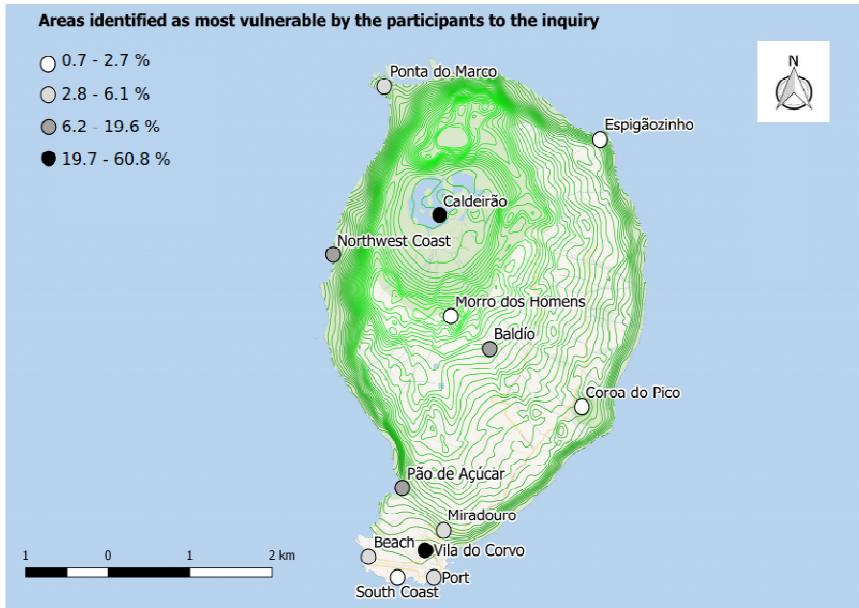 Areas identified as most vulnerable by the participants to the inquiry
0.7 - 2.7 %
2.8 - 6.1 %
6.2 - 19.6 %
19.7 - 60.8 %
N
Ponta do Marco
Espigãozinho
Caldeirão
Northwest Coast
Morro dos Homens
Baldío
Coroa do Pico
Pão de Açúcar
Miradouro
Beach
Vila do Corvo
Port
South Coast
1 0 1 2 km